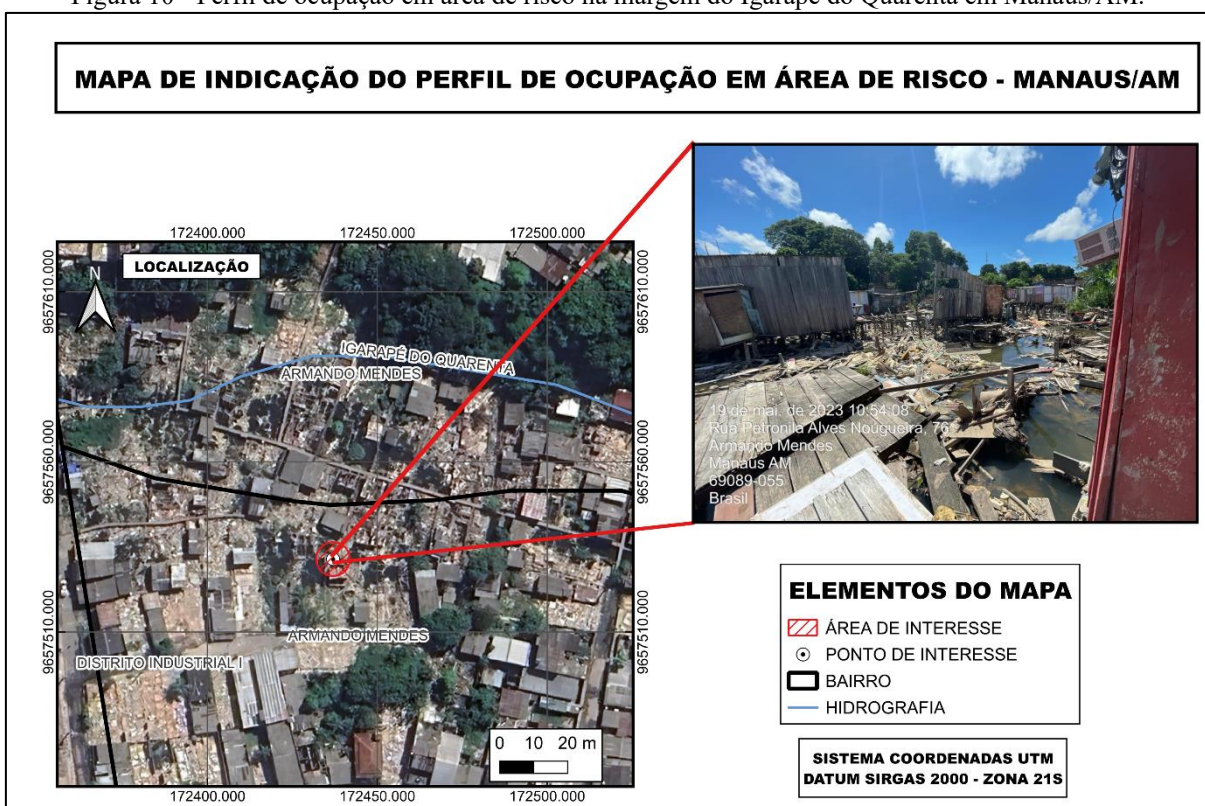 Figura 10 - Perfil de ocupação em área de risco na margem do Igarapé do Quarenta em Manaus/AM.
MAPA DE INDICAÇÃO DO PERFIL DE OCUPAÇÃO EM ÁREA DE RISCO - MANAUS/AM
172400.000
172450.000
172500.000
LOCALIZAÇÃO
N
9657610.000
9657610.000
IGARAPÉ DO QUARENTA
ARMANDO MENDES
9657560.000
9657560.000
9657510.000
9657510.000
ARMANDO MENDES
DISTRITO INDUSTRIAL I
0 10 20 m
172400.000
172450.000
172500.000
19 de mai. de 2023 10:54:08
Rua Petronila Alves Nougueira, 76
Armando Mendes
Manaus AM
69089-055
Brasil
ELEMENTOS DO MAPA
ÁREA DE INTERESSE
PONTO DE INTERESSE
BAIRRO
HIDROGRAFIA
SISTEMA COORDENADAS UTM
DATUM SIRGAS 2000 - ZONA 21S